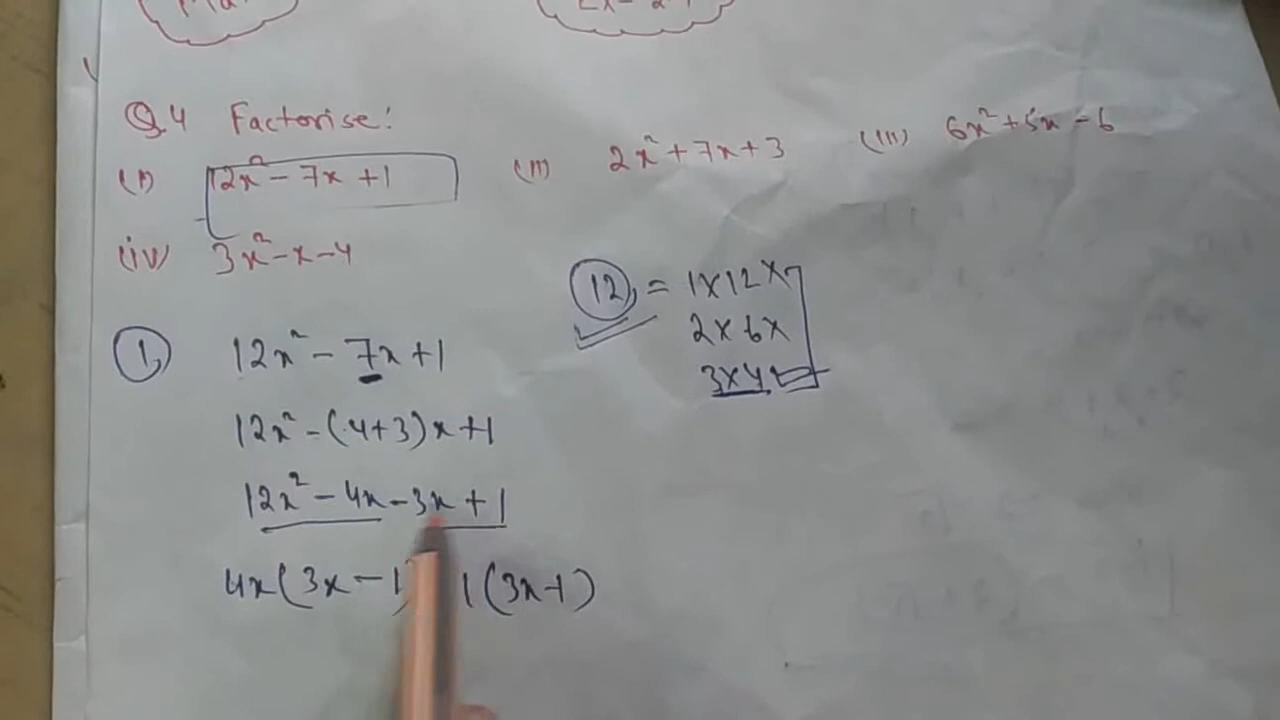 Q.4 Factorise:
(i) 12x² - 7x + 1 (ii) 2x² + 7x + 3 (iii) 6x² + 5x - 6
(iv) 3x² - x - 4
12 = 1 x 12 x
2 x 6 x
3 x 4
1, 12x² - 7x + 1
12x² - (4+3)x + 1
12x² - 4x - 3x + 1
4x(3x - 1) 1(3x-1)